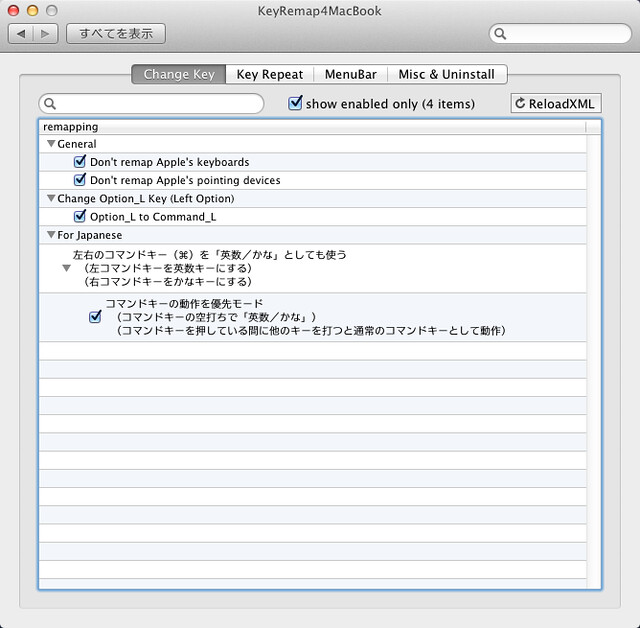 KeyRemap4MacBook
すべてを表示
Change Key
Key Repeat
MenuBar
Misc & Uninstall
show enabled only (4 items)
ReloadXML
remapping
General
Don't remap Apple's keyboards
Don't remap Apple's pointing devices
Change Option_L Key (Left Option)
Option_L to Command_L
For Japanese
左右のコマンドキー（⌘）を「英数／かな」としても使う
（左コマンドキーを英数キーにする）
（右コマンドキーをかなキーにする）
コマンドキーの動作を優先モード
（コマンドキーの空打ちで「英数／かな」）
（コマンドキーを押している間に他のキーを打つと通常のコマンドキーとして動作）